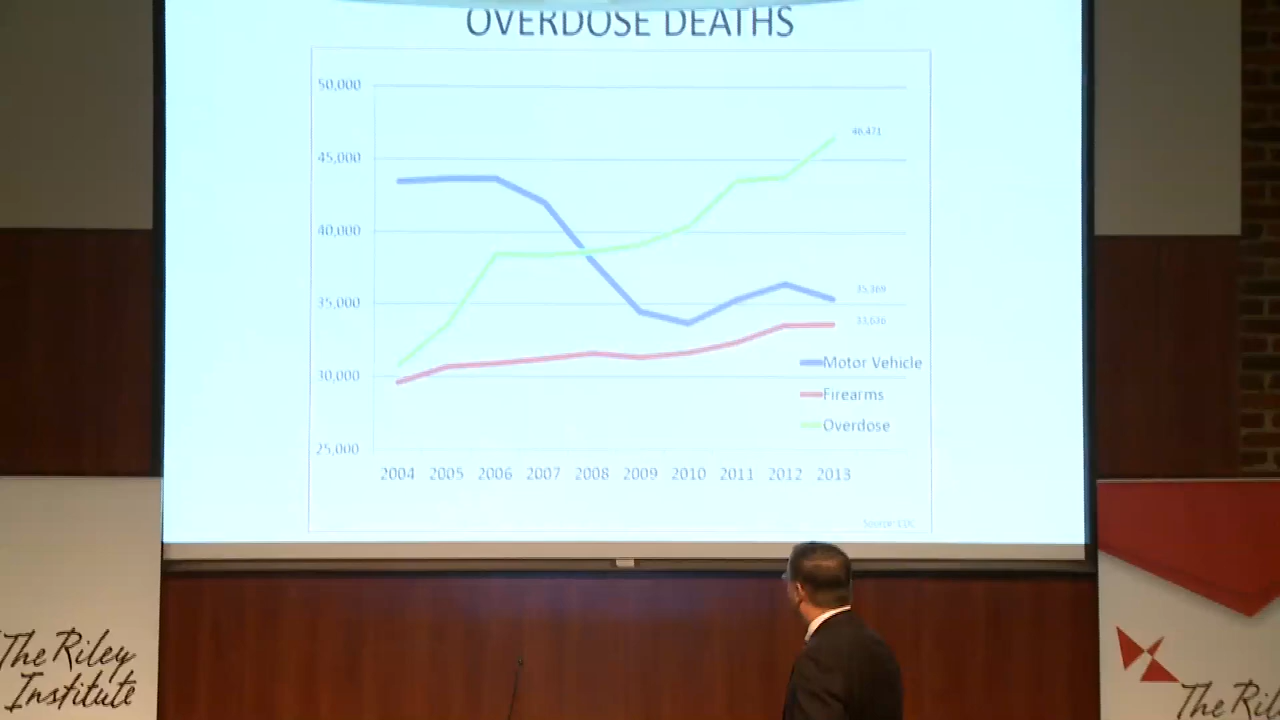 OVERDOSE DEATHS
50,000
46,471
45,000
40,000
35,000
35,369
33,636
30,000
Motor Vehicle
Firearms
Overdose
25,000
2004 2005 2006 2007 2008 2009 2010 2011 2012 2013
Source: CDC
The Riley
Institute
The Ril